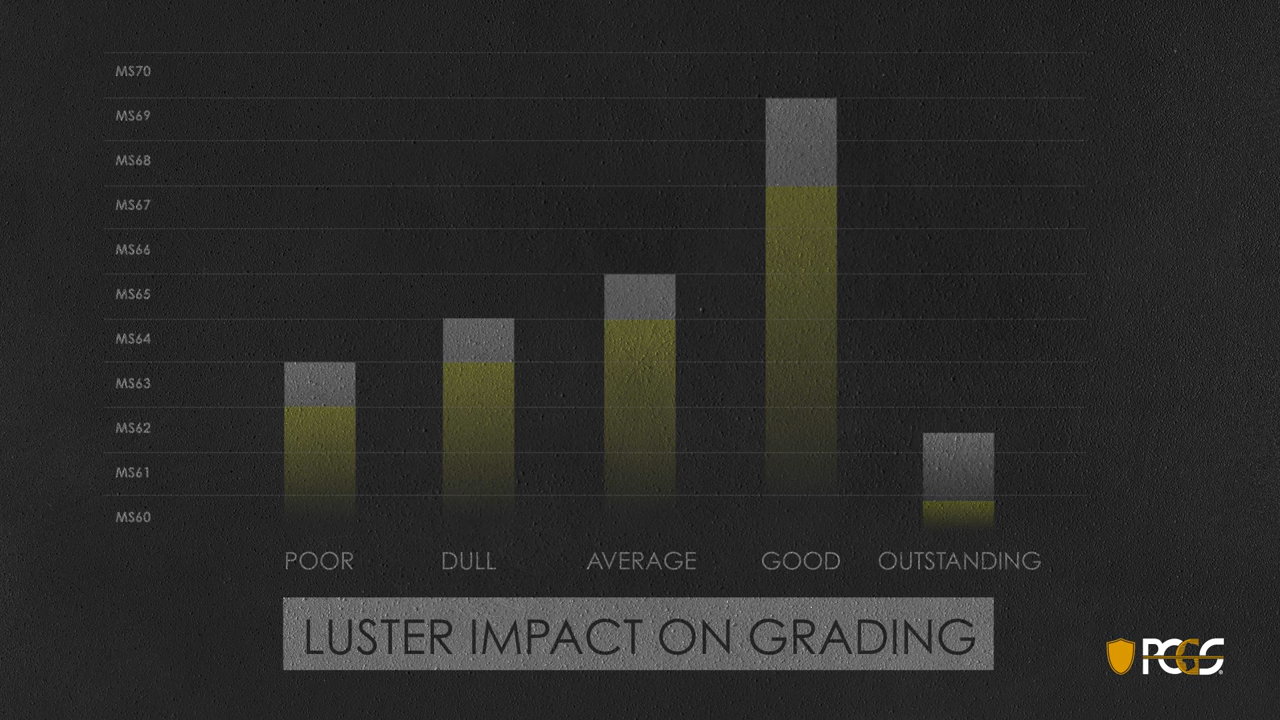 MS70
MS69
MS68
MS67
MS66
MS65
MS64
MS63
MS62
MS61
MS60
POOR DULL AVERAGE GOOD OUTSTANDING
LUSTER IMPACT ON GRADING
PCGS®